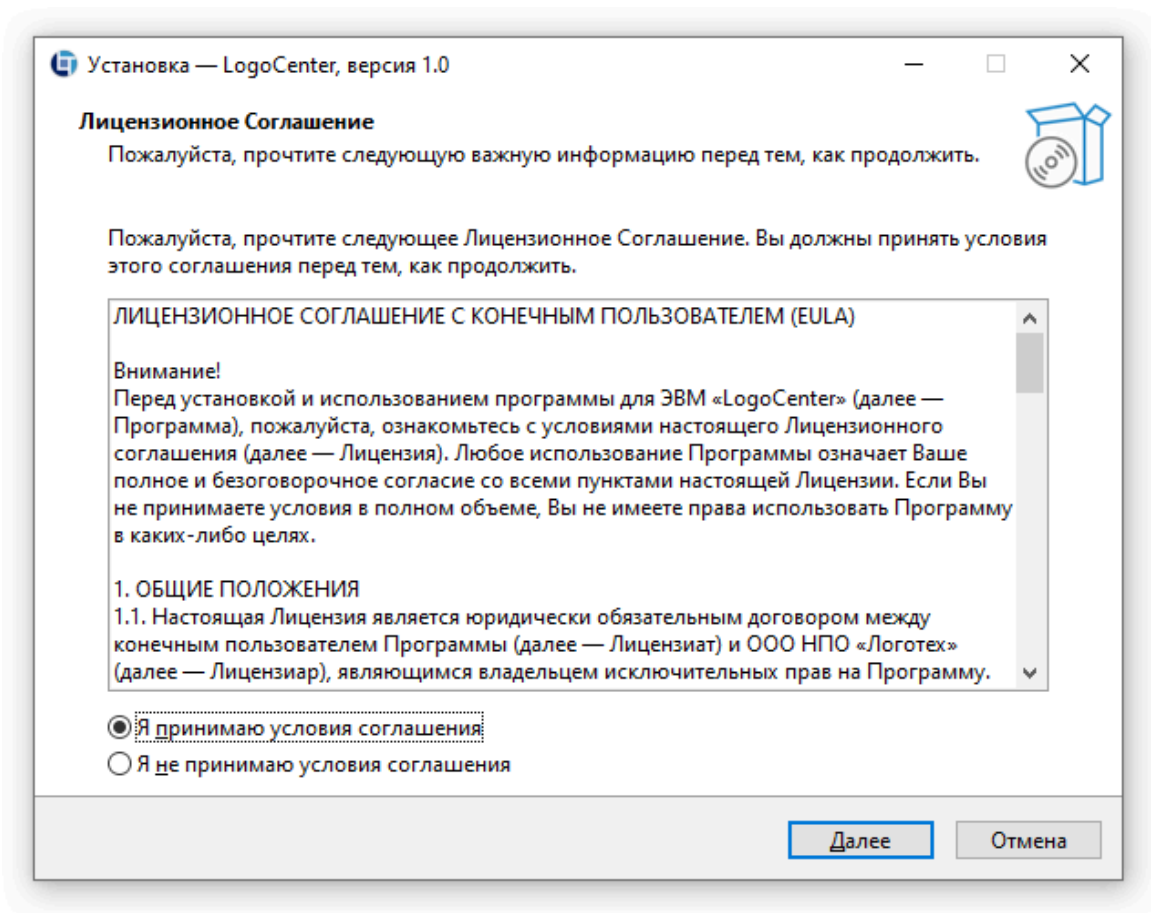 Установка — LogoCenter, версия 1.0
Лицензионное Соглашение
Пожалуйста, прочтите следующую важную информацию перед тем, как продолжить.
Пожалуйста, прочтите следующее Лицензионное Соглашение. Вы должны принять условия
этого соглашения перед тем, как продолжить.
ЛИЦЕНЗИОННОЕ СОГЛАШЕНИЕ С КОНЕЧНЫМ ПОЛЬЗОВАТЕЛЕМ (EULA)
Внимание!
Перед установкой и использованием программы для ЭВМ «LogoCenter» (далее —
Программа), пожалуйста, ознакомьтесь с условиями настоящего Лицензионного
соглашения (далее — Лицензия). Любое использование Программы означает Ваше
полное и безоговорочное согласие со всеми пунктами настоящей Лицензии. Если Вы
не принимаете условия в полном объеме, Вы не имеете права использовать Программу
в каких-либо целях.
1. ОБЩИЕ ПОЛОЖЕНИЯ
1.1. Настоящая Лицензия является юридически обязательным договором между
конечным пользователем Программы (далее — Лицензиат) и ООО НПО «Логотех»
(далее — Лицензиар), являющимся владельцем исключительных прав на Программу.
Я принимаю условия соглашения
Я не принимаю условия соглашения
Далее
Отмена